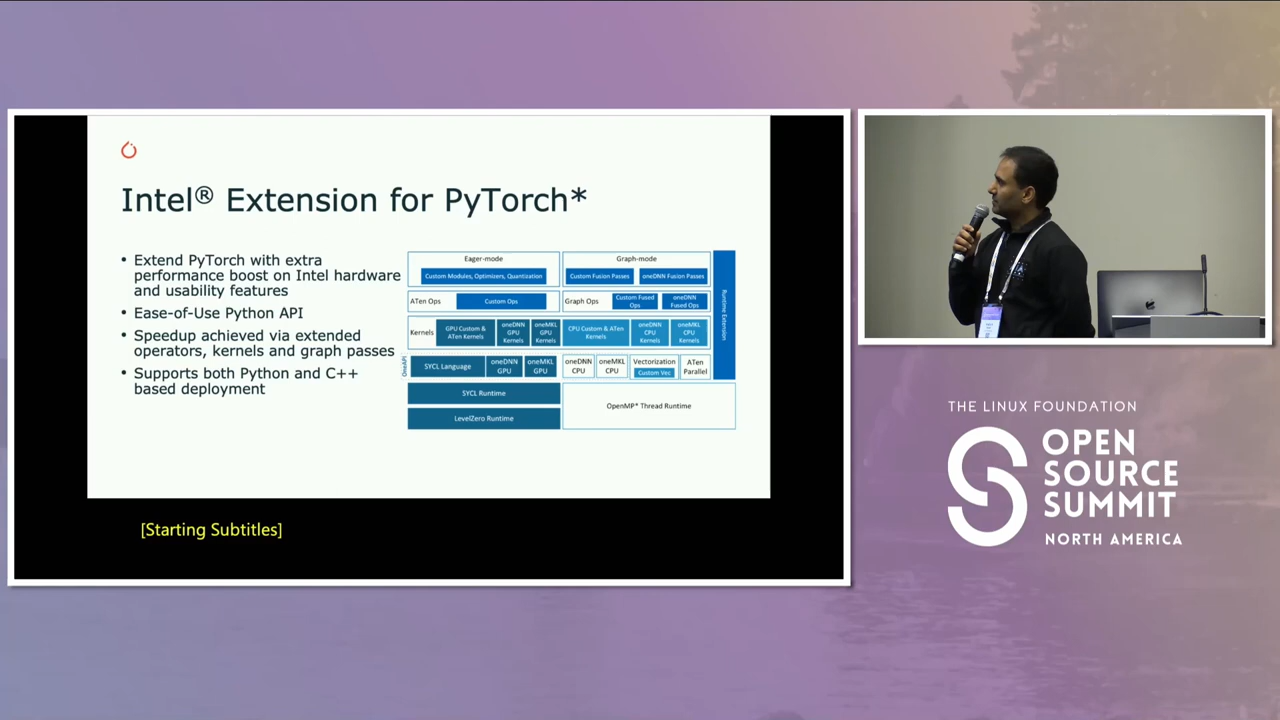 Intel® Extension for PyTorch*
• Extend PyTorch with extra
performance boost on Intel hardware
and usability features
• Ease-of-Use Python API
• Speedup achieved via extended
operators, kernels and graph passes
• Supports both Python and C++
based deployment
Eager-mode
Custom Modules, Optimizers, Quantization
Graph-mode
Custom Fusion Passes
oneDNN Fusion Passes
ATen Ops
Custom Ops
Graph Ops
Custom Fused
Ops
oneDNN
Fused Ops
Kernels
GPU Custom &
ATen Kernels
oneDNN
GPU
Kernels
oneMKL
GPU
Kernels
CPU Custom & ATen
Kernels
oneDNN
CPU
Kernels
oneMKL
CPU
Kernels
OneAPI
SYCL Language
oneDNN
GPU
oneMKL
GPU
oneDNN
CPU
oneMKL
CPU
Vectorization
Custom Vec
ATen
Parallel
SYCL Runtime
LevelZero Runtime
OpenMP* Thread Runtime
Runtime Extension
[Starting Subtitles]
THE LINUX FOUNDATION
OPEN
SOURCE
SUMMIT
NORTH AMERICA